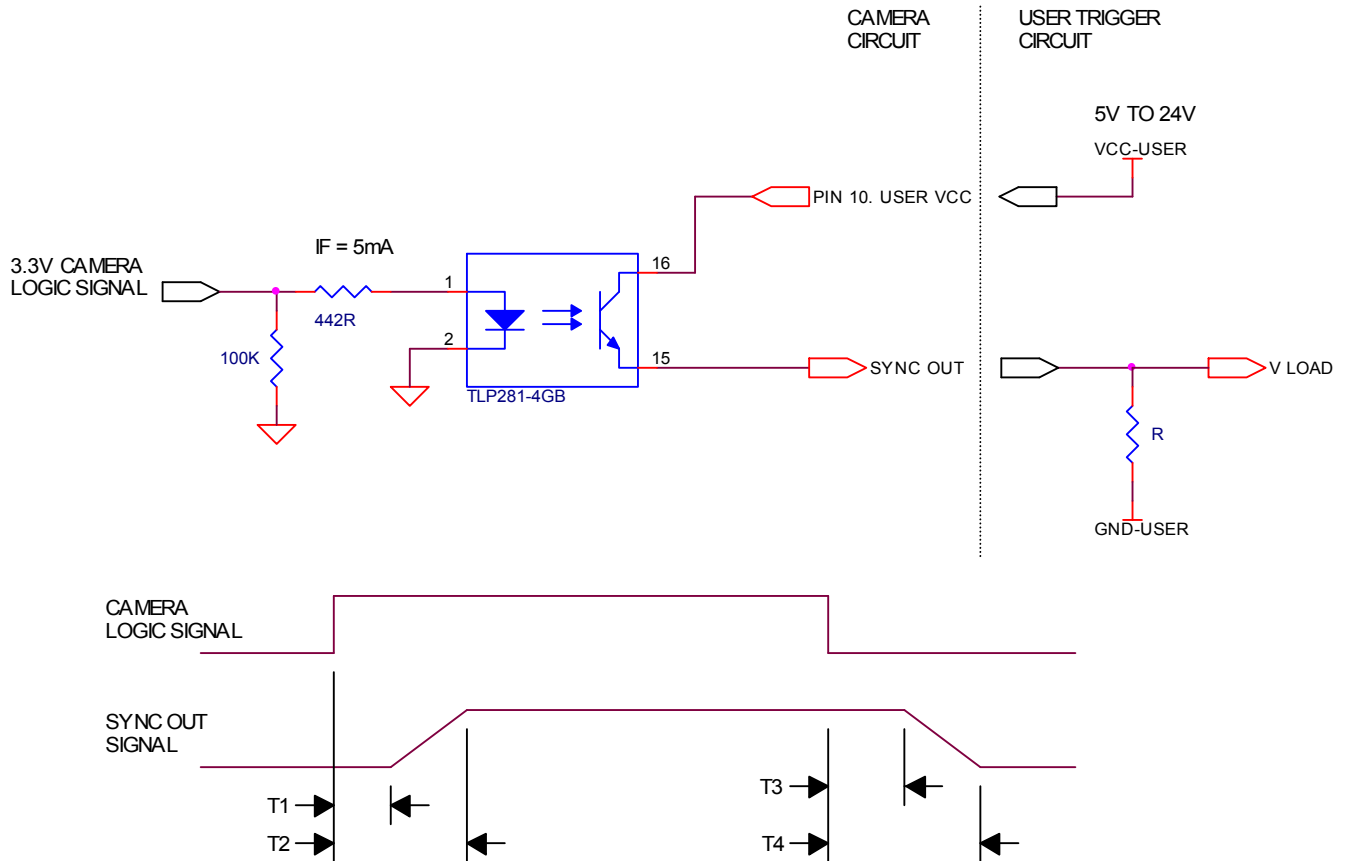 CAMERA
CIRCUIT
USER TRIGGER
CIRCUIT
5V TO 24V
VCC-USER
PIN 10. USER VCC
IF = 5mA
3.3V CAMERA
LOGIC SIGNAL
1
16
442R
2
100K
15
SYNC OUT
V LOAD
TLP281-4GB
R
GND-USER
CAMERA
LOGIC SIGNAL
SYNC OUT
SIGNAL
T1
T3
T2
T4